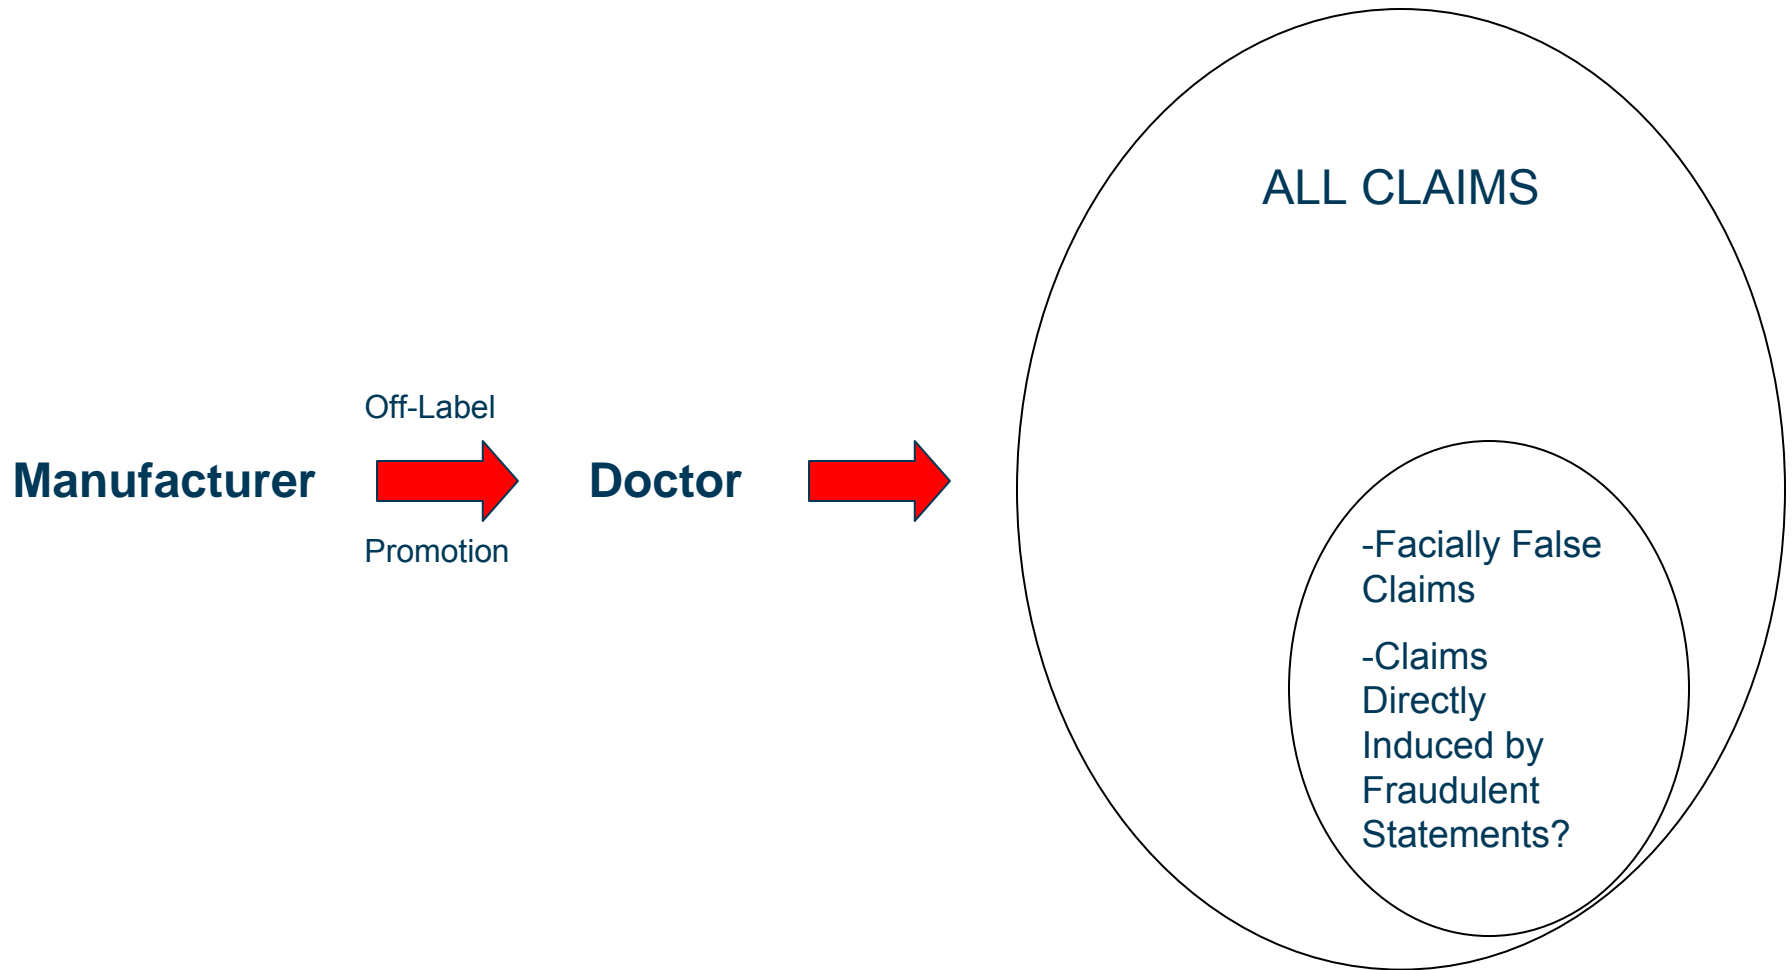 ALL CLAIMS
Off-Label
Manufacturer
Doctor
Promotion
-Facially False
Claims
-Claims
Directly
Induced by
Fraudulent
Statements?